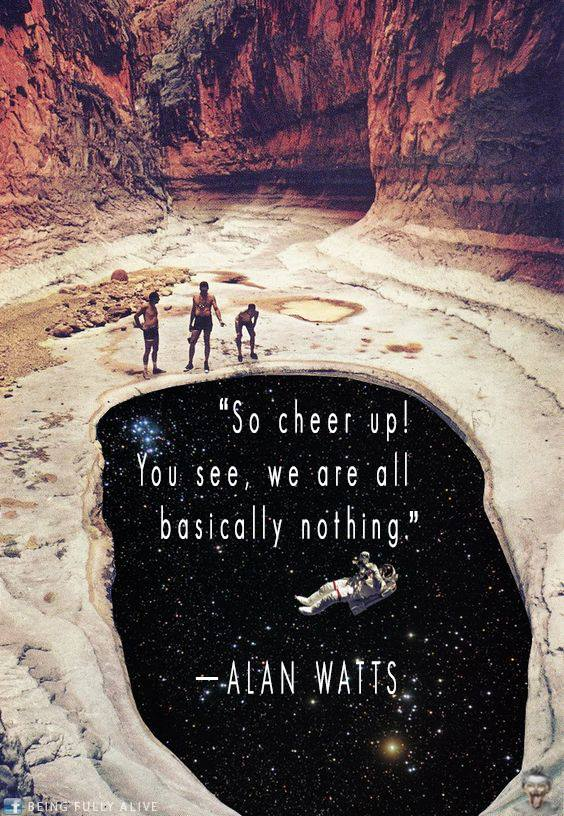 “So cheer up!
You see, we are all
basically nothing.”
—ALAN WATTS
f BEING FULLY ALIVE